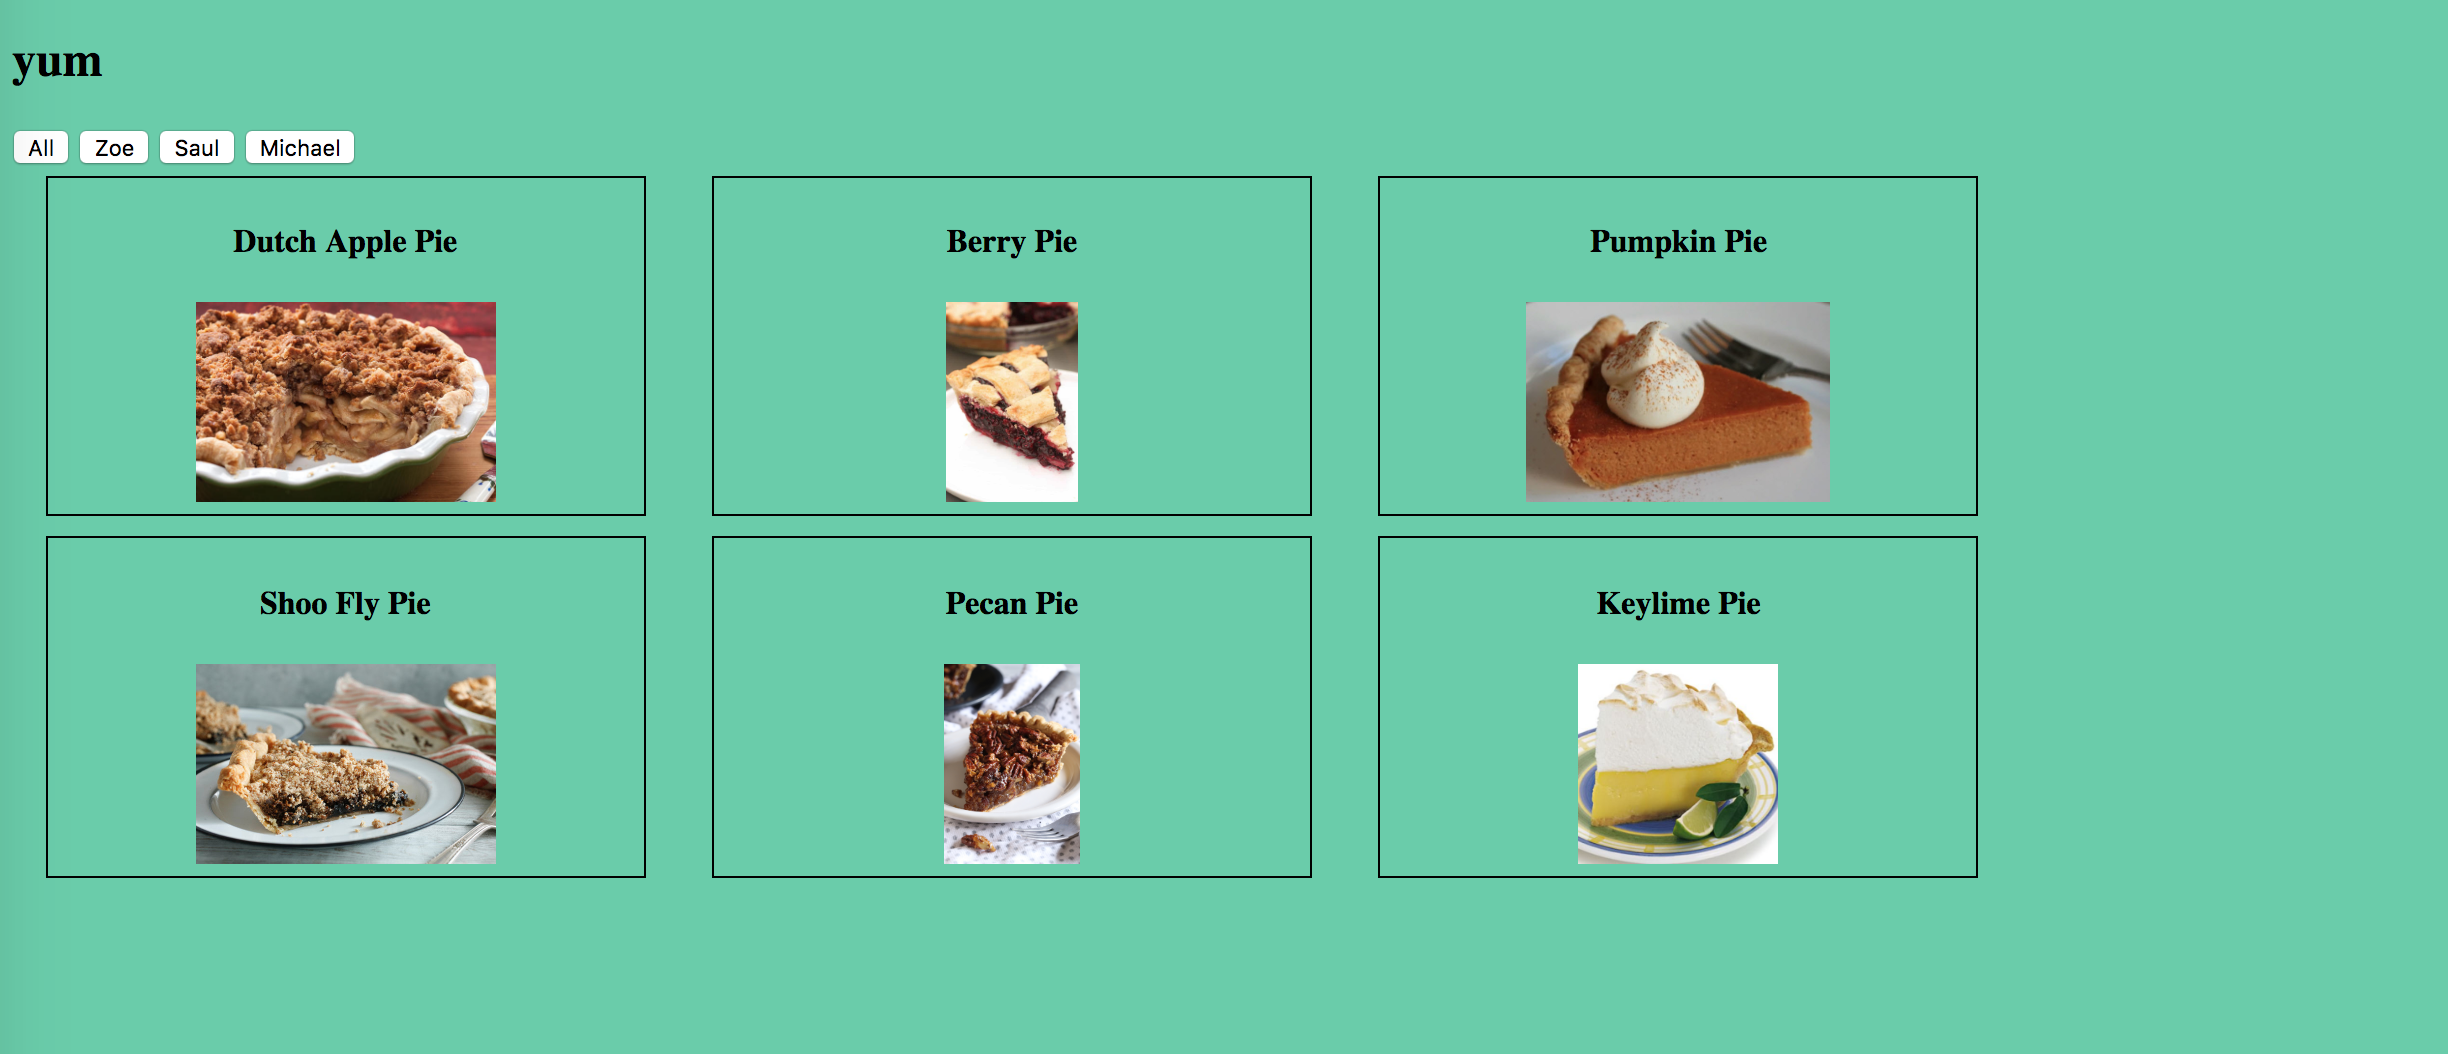 yum
All Zoe Saul Michael
Dutch Apple Pie
Berry Pie
Pumpkin Pie
Shoo Fly Pie
Pecan Pie
Keylime Pie